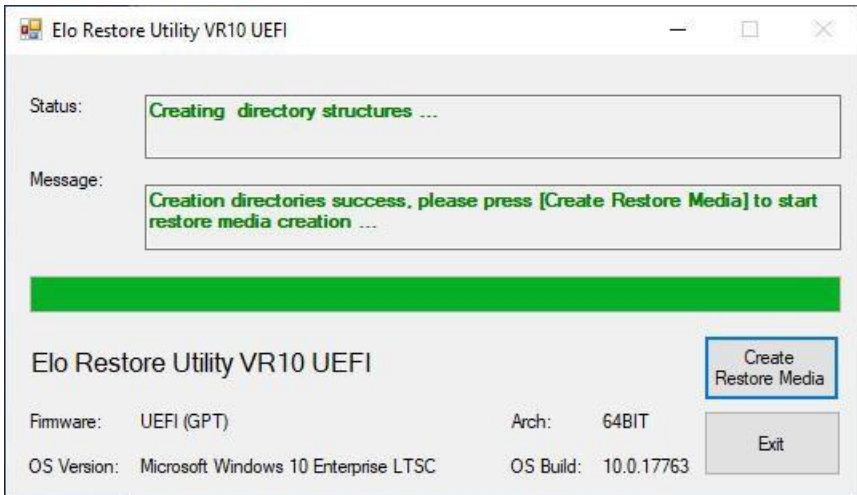 Elo Restore Utility VR10 UEFI
Status:
Creating directory structures ...
Message:
Creation directories success, please press [Create Restore Media] to start
restore media creation ...
Elo Restore Utility VR10 UEFI
Create
Restore Media
Firmware: UEFI (GPT) Arch: 64BIT
Exit
OS Version: Microsoft Windows 10 Enterprise LTSC OS Build: 10.0.17763